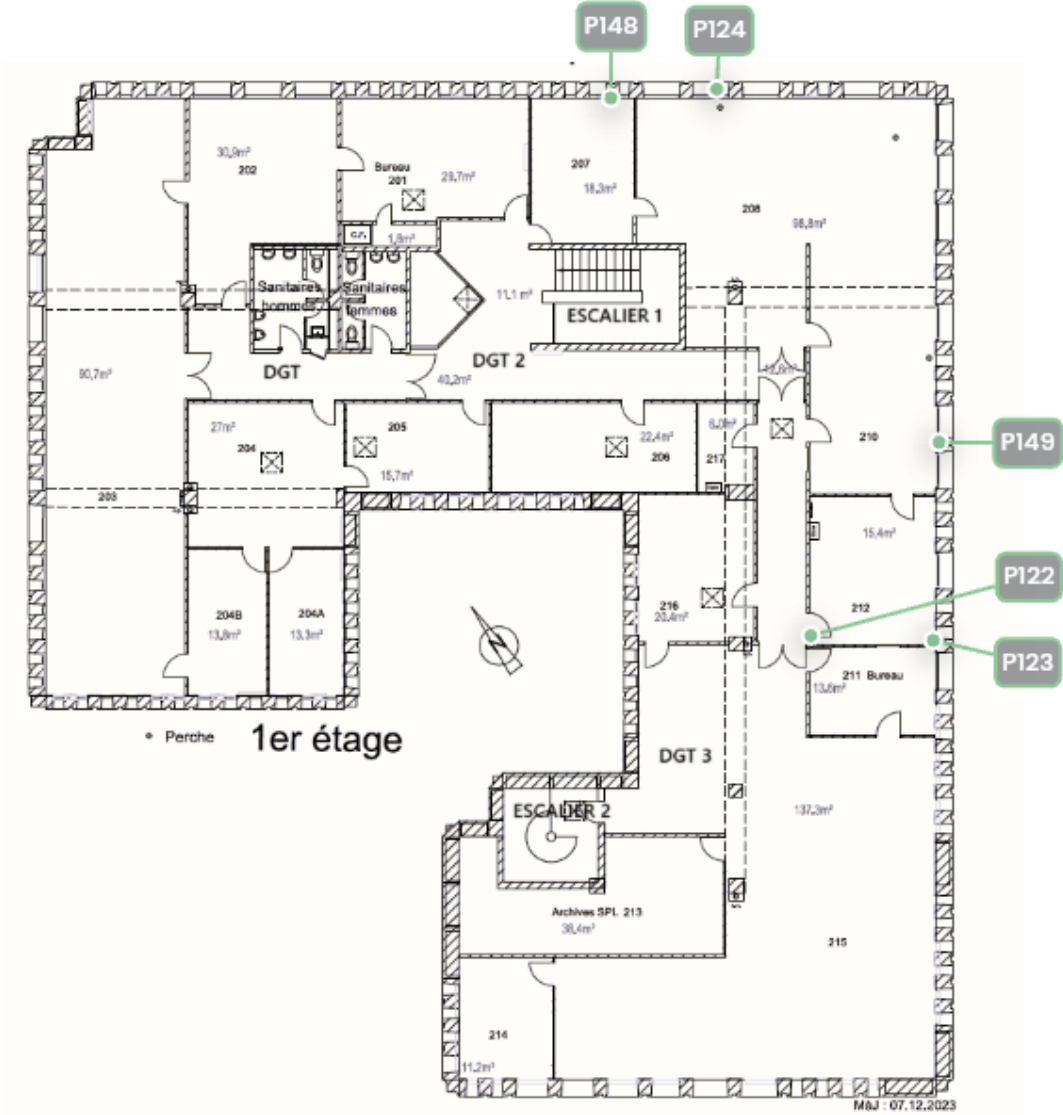 P148
P124
30,9m²
202
Bureau
201
29.7m²
207
18.3m²
208
98,8m²
C.F.
1,8m²
Sanitaires
hommes
Sanitaires
femmes
11.1 m²
ESCALIER 1
90,7m²
DGT
DGT 2
40,2m²
12,6m²
27m²
204
205
15,7m²
22,4m²
206
6,0m²
217
210
P149
203
15,4m²
P122
204B
13,8m²
204A
13,3m²
216
20.4m²
212
P123
211 Bureau
13,6m²
Perche
1er étage
DGT 3
ESCALIER 2
137,3m²
Archives SPI. 213
38,4m²
215
214
11,2m²
MàJ : 07.12.2023